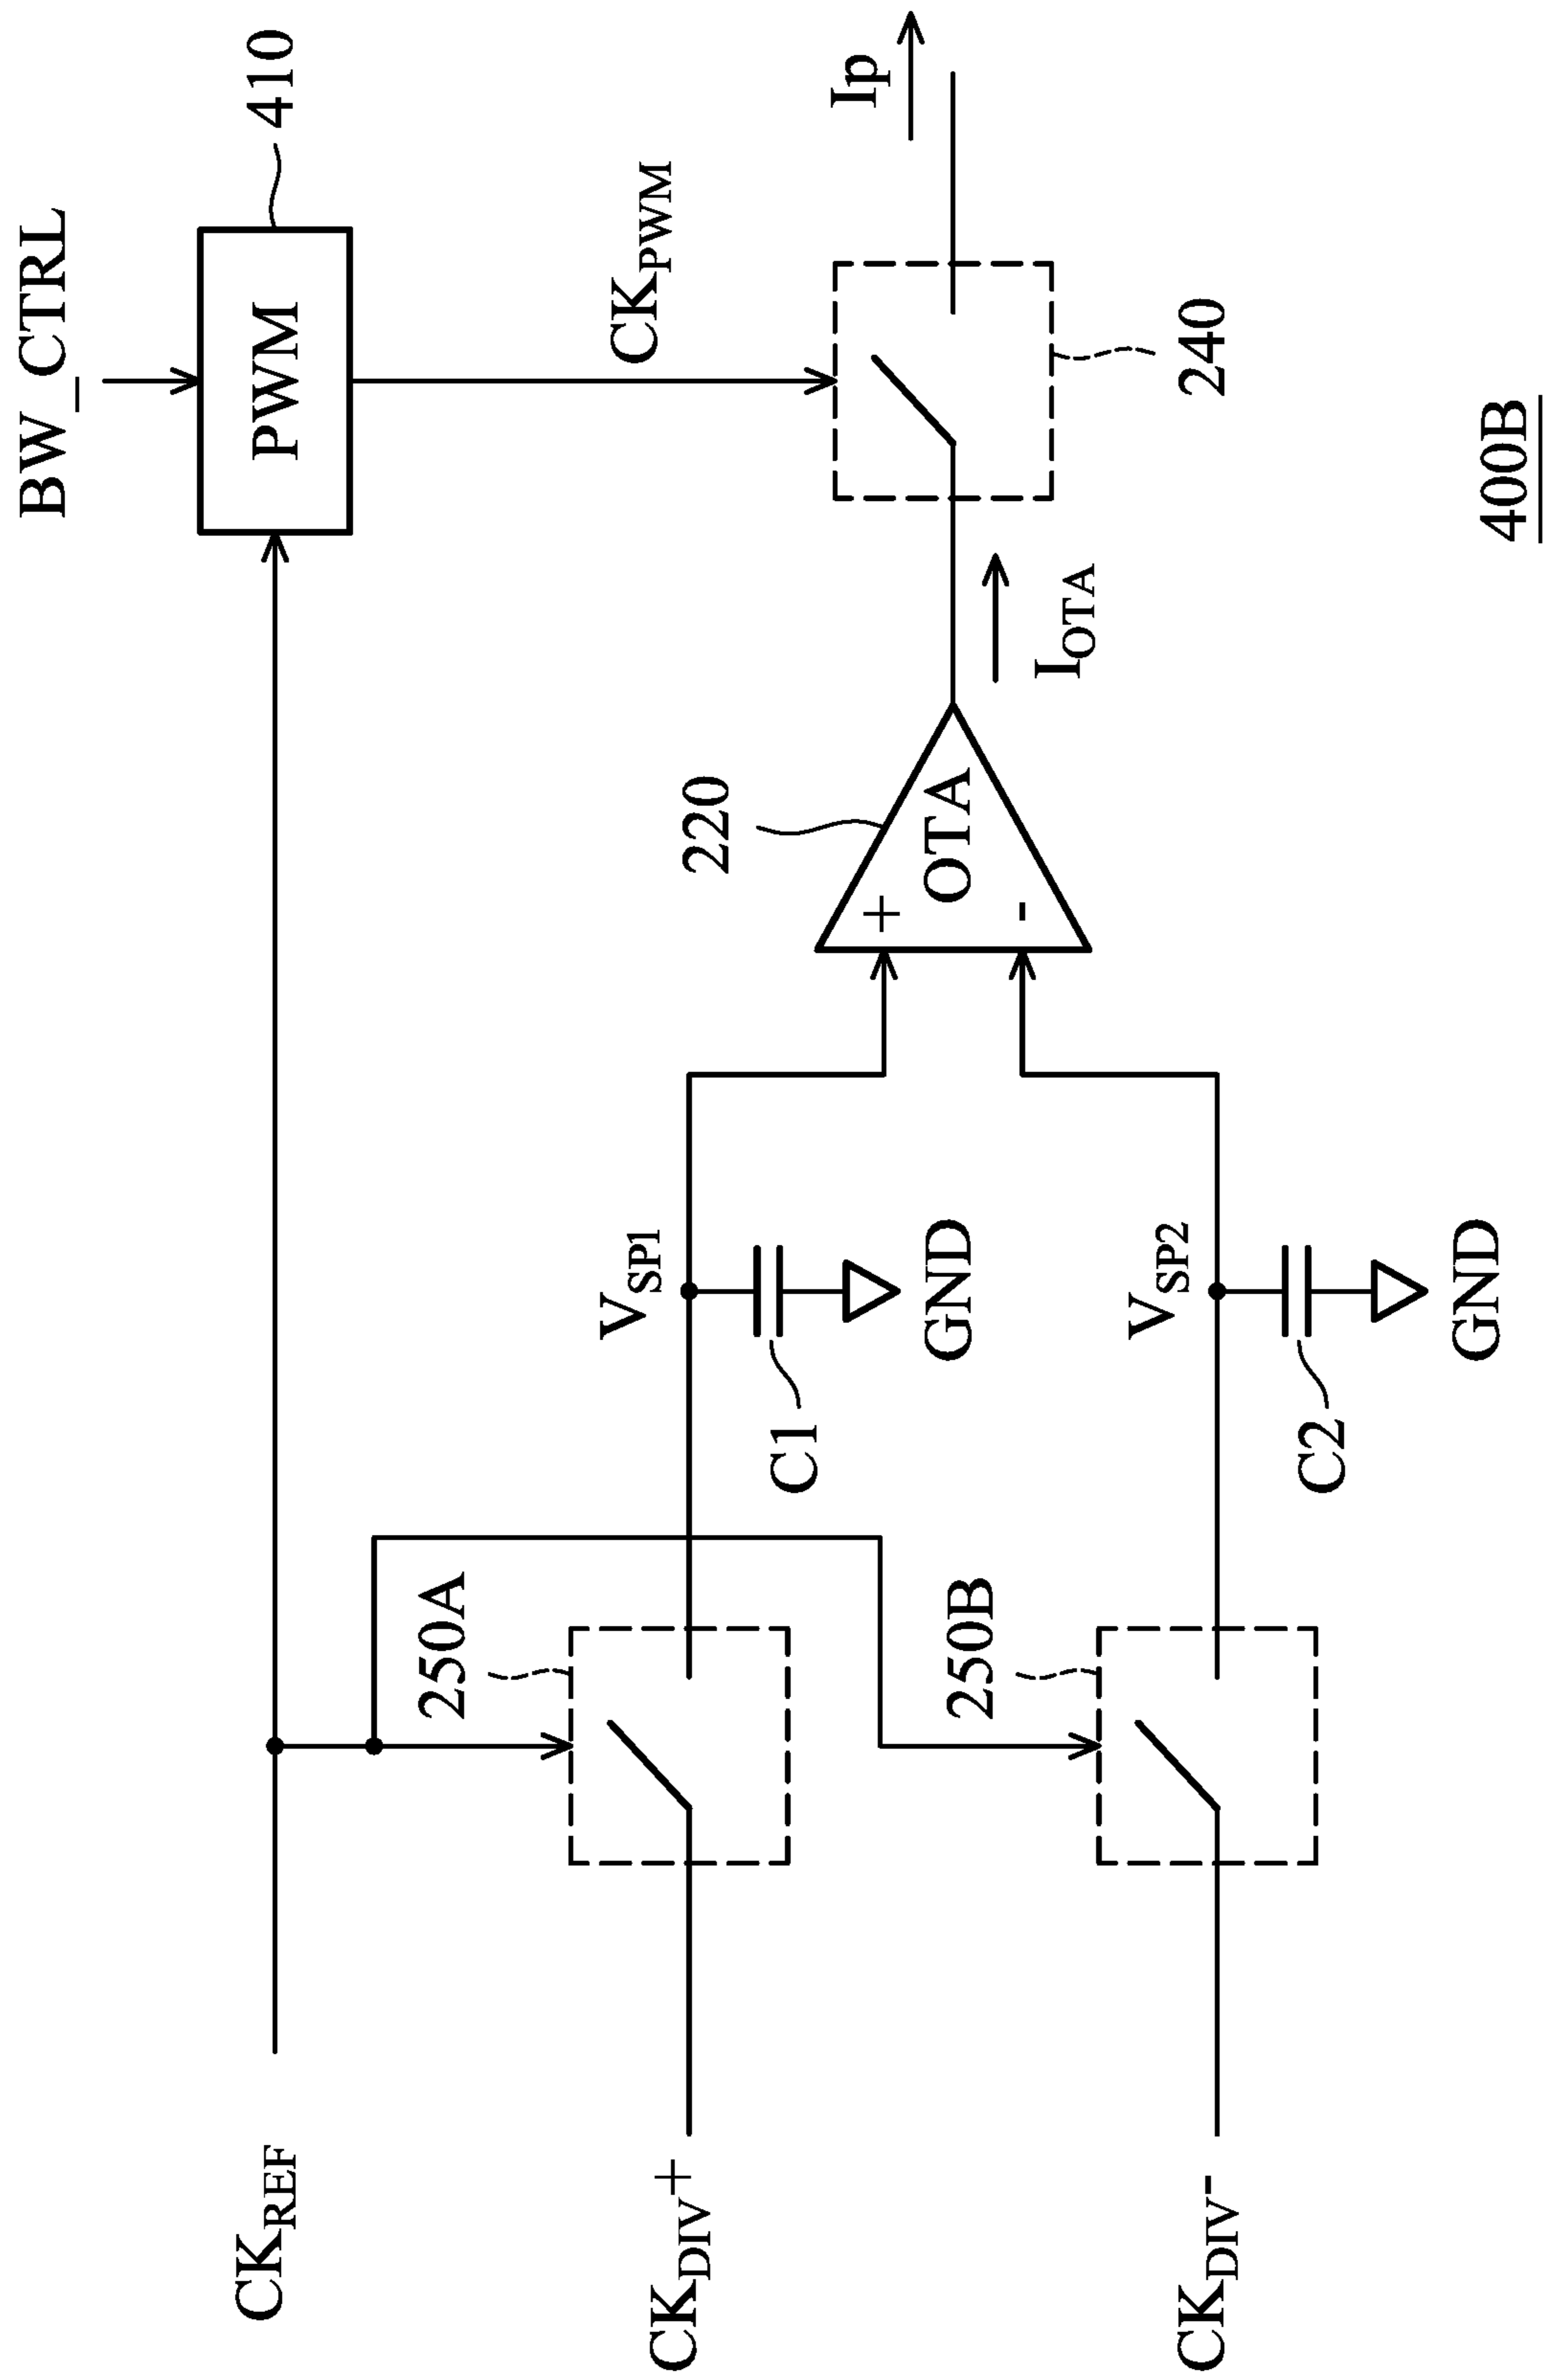 BW_CTRL
410
PWM
CK_PWM
Ip
240
I_OTA
220
+
OTA
-
V_SP1
C1
GND
V_SP2
C2
GND
250A
250B
CK_REF
CK_DIV+
CK_DIV-
400B